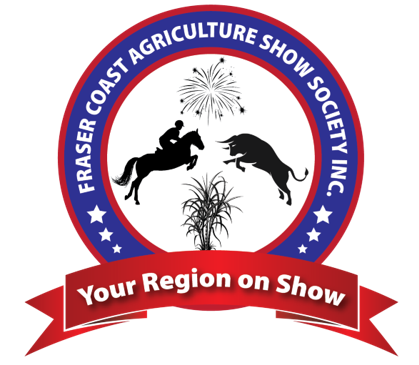 FRASER COAST AGRICULTURE SHOW SOCIETY INC.
Your Region on Show